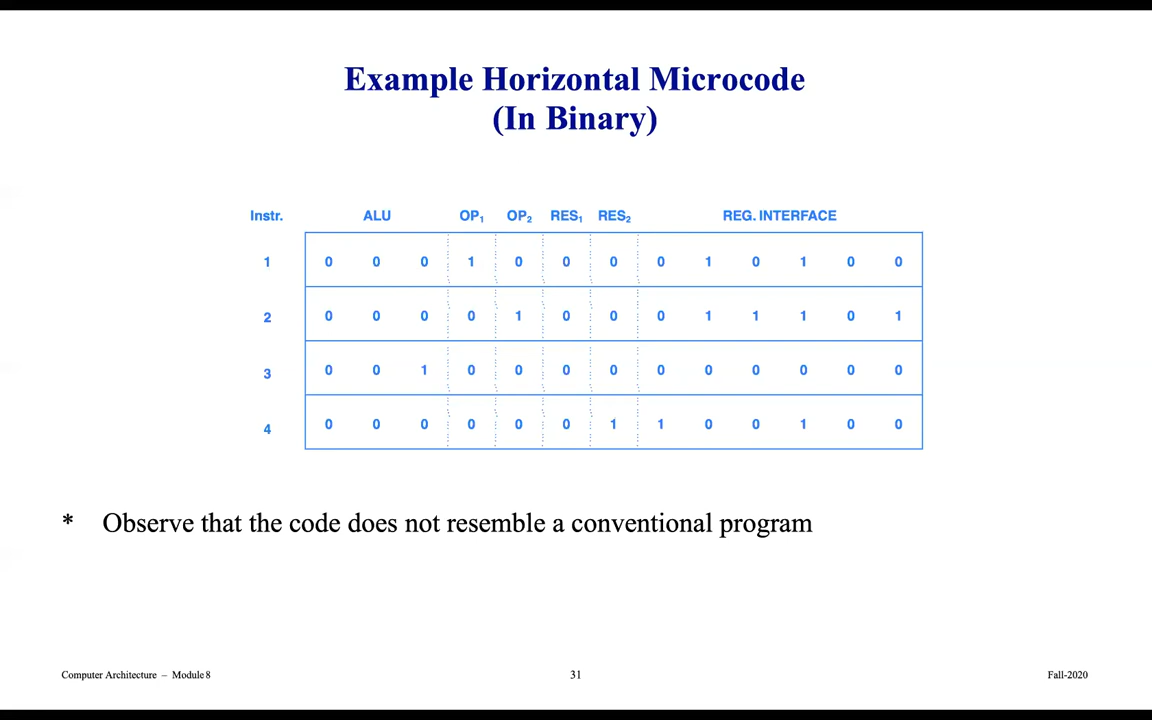 Example Horizontal Microcode
(In Binary)
Instr. ALU OP₁ OP₂ RES₁ RES₂ REG. INTERFACE
1 0 0 0 1 0 0 0 0 1 0 1 0 0
2 0 0 0 0 1 0 0 0 1 1 1 0 1
3 0 0 1 0 0 0 0 0 0 0 0 0 0
4 0 0 0 0 0 0 1 1 0 0 1 0 0
* Observe that the code does not resemble a conventional program
Computer Architecture – Module 8 31 Fall-2020